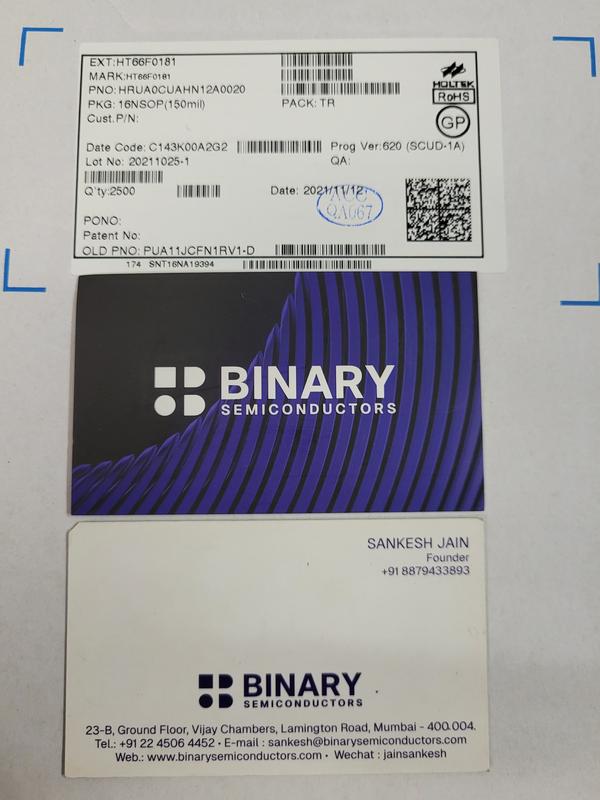 EXT:HT66F0181
MARK:HT66F0181
PNO:HRUA0CUAHN12A0020
PKG: 16NSOP(150mil)
PACK: TR
Cust.P/N:
HOLTEK
RoHS
GP
Date Code: C143K00A2G2
Prog Ver:620 (SCUD-1A)
Lot No: 20211025-1
QA:
Q'ty:2500
Date: 2021/11/12
ACC
QA067
PONO:
Patent No:
OLD PNO: PUA11JCFN1RV1-D
174 SNT16NA19394
BINARY
SEMICONDUCTORS
SANKESH JAIN
Founder
+91 8879433893
BINARY
SEMICONDUCTORS
23-B, Ground Floor, Vijay Chambers, Lamington Road, Mumbai - 400 004.
Tel.: +91 22 4506 4452 • E-mail : sankesh@binarysemiconductors.com
Web.: www.binarysemiconductors.com • Wechat : jainsankesh